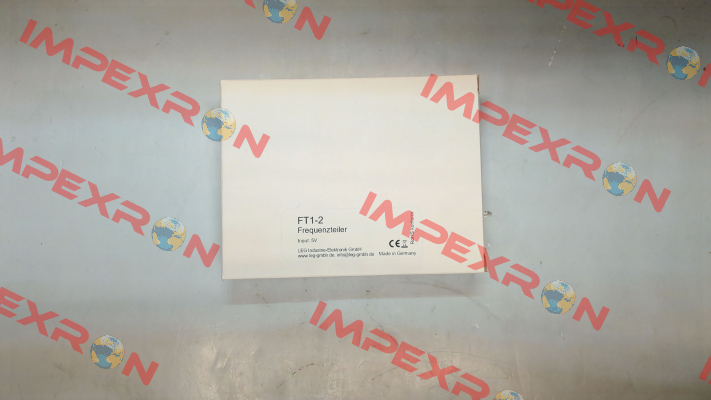 FT1-2
Frequenzteiler
Input: 5V
LEG Industrie-Elektronik GmbH
www.leg-gmbh.de, info@leg-gmbh.de Made in Germany
CE
IMPEXRON
IMPEXRON
IMPEXRON
IMPEXRON
IMPEXRON
IMPEXRON
IMPEXRON